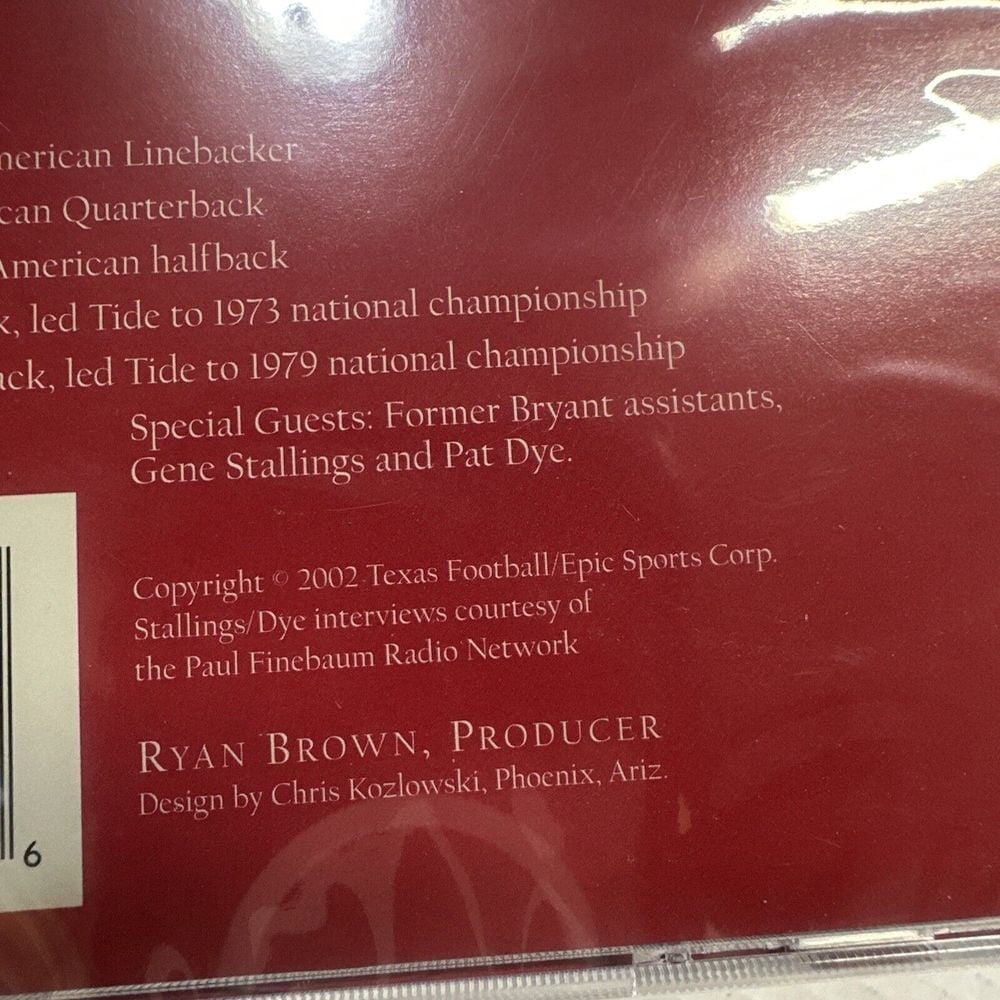 merican Linebacker
can Quarterback
American halfback
k, led Tide to 1973 national championship
ack, led Tide to 1979 national championship
Special Guests: Former Bryant assistants,
Gene Stallings and Pat Dye.
Copyright © 2002 Texas Football/Epic Sports Corp.
Stallings/Dye interviews courtesy of
the Paul Finebaum Radio Network
RYAN BROWN, PRODUCER
Design by Chris Kozlowski, Phoenix, Ariz.
6